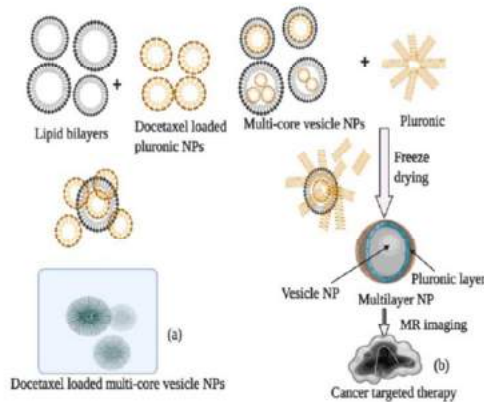 +
+
Lipid bilayers
Docetaxel loaded
pluronic NPs
Multi-core vesicle NPs
Pluronic
Freeze
drying
Vesicle NP
Pluronic layer
Multilayer NP
MR imaging
(a)
(b)
Docetaxel loaded multi-core vesicle NPs
Cancer targeted therapy